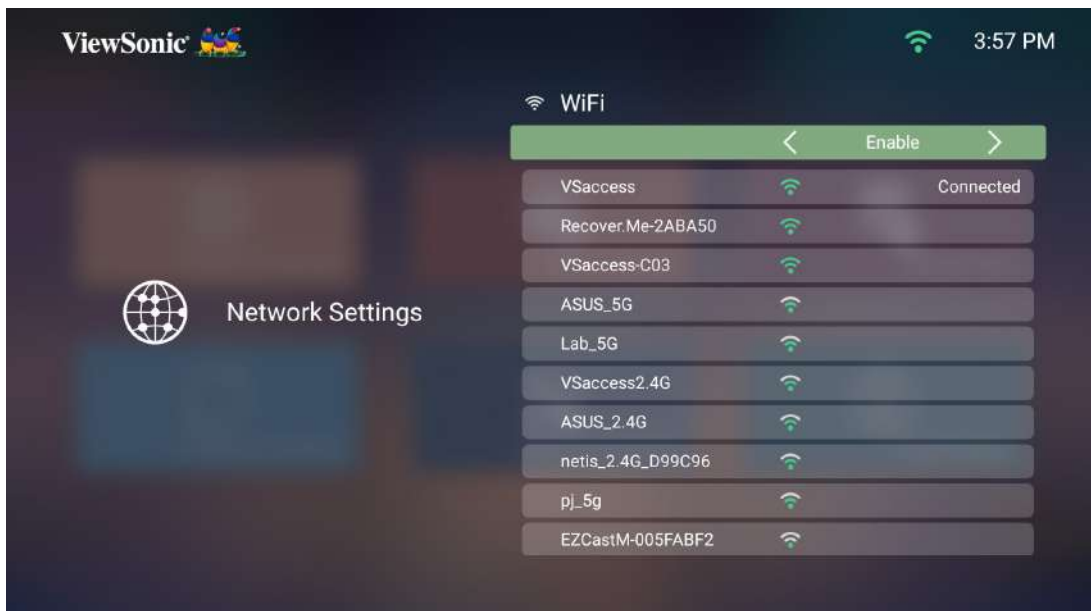 ViewSonic
3:57 PM
WiFi
Enable
VSaccess Connected
Recover.Me-2ABA50
VSaccess-C03
ASUS_5G
Network Settings
Lab_5G
VSaccess2.4G
ASUS_2.4G
netis_2.4G_D99C96
pj_5g
EZCastM-005FABF2